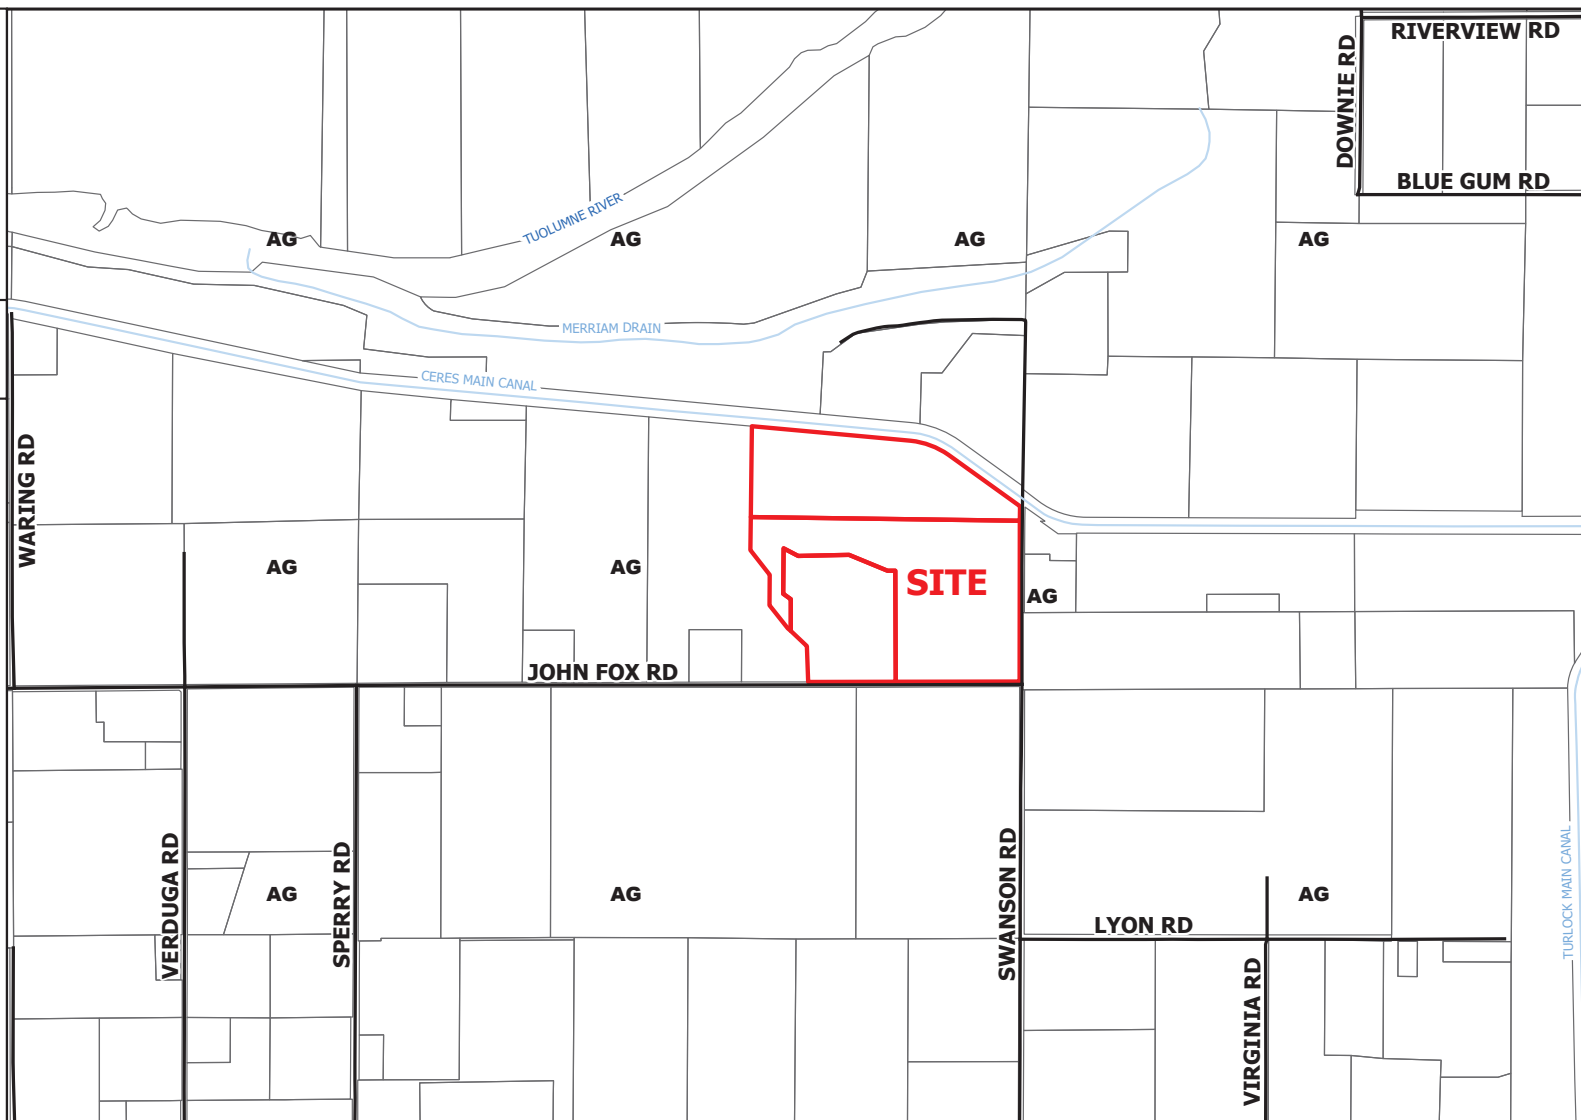 RIVERVIEW RD
DOWNIE RD
BLUE GUM RD
TUOLUMNE RIVER
AG
AG
AG
AG
MERRIAM DRAIN
CERES MAIN CANAL
WARING RD
AG
AG
SITE
AG
JOHN FOX RD
VERDUGA RD
SPERRY RD
AG
AG
SWANSON RD
AG
LYON RD
TURLOCK MAIN CANAL
VIRGINIA RD